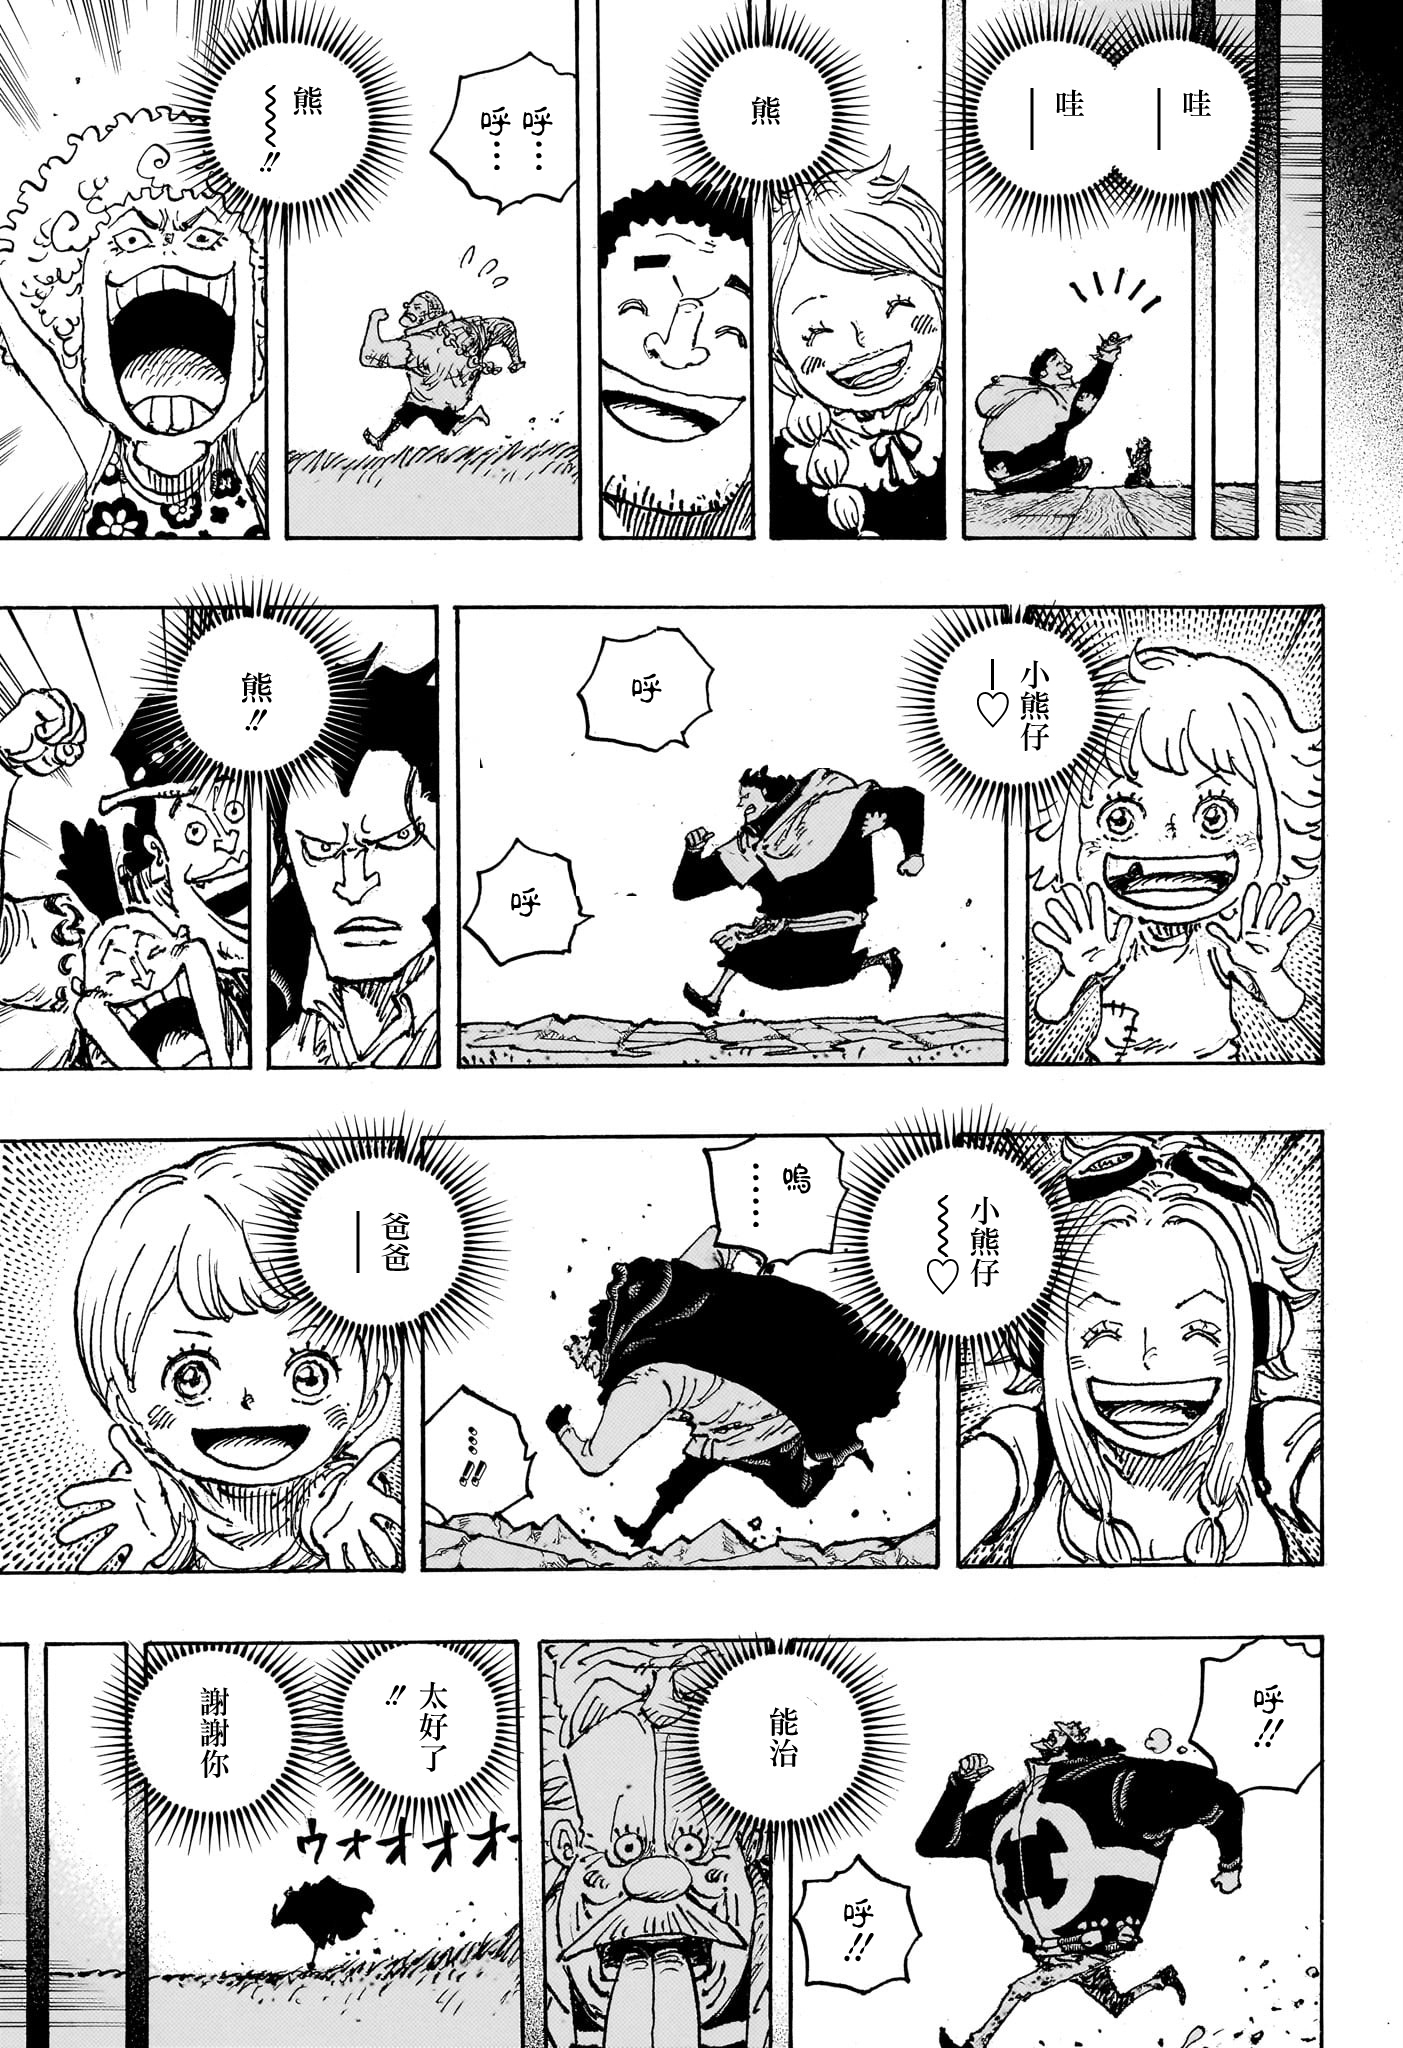 哇—
哇—
熊
呼…
呼…
熊~~!!
小熊仔—♡
呼
呼
熊!!
小熊仔~~♡
嗚……
…!!
爸爸—
呼!!
呼!!
能治
太好了!!
謝謝你
ウォオオオオ